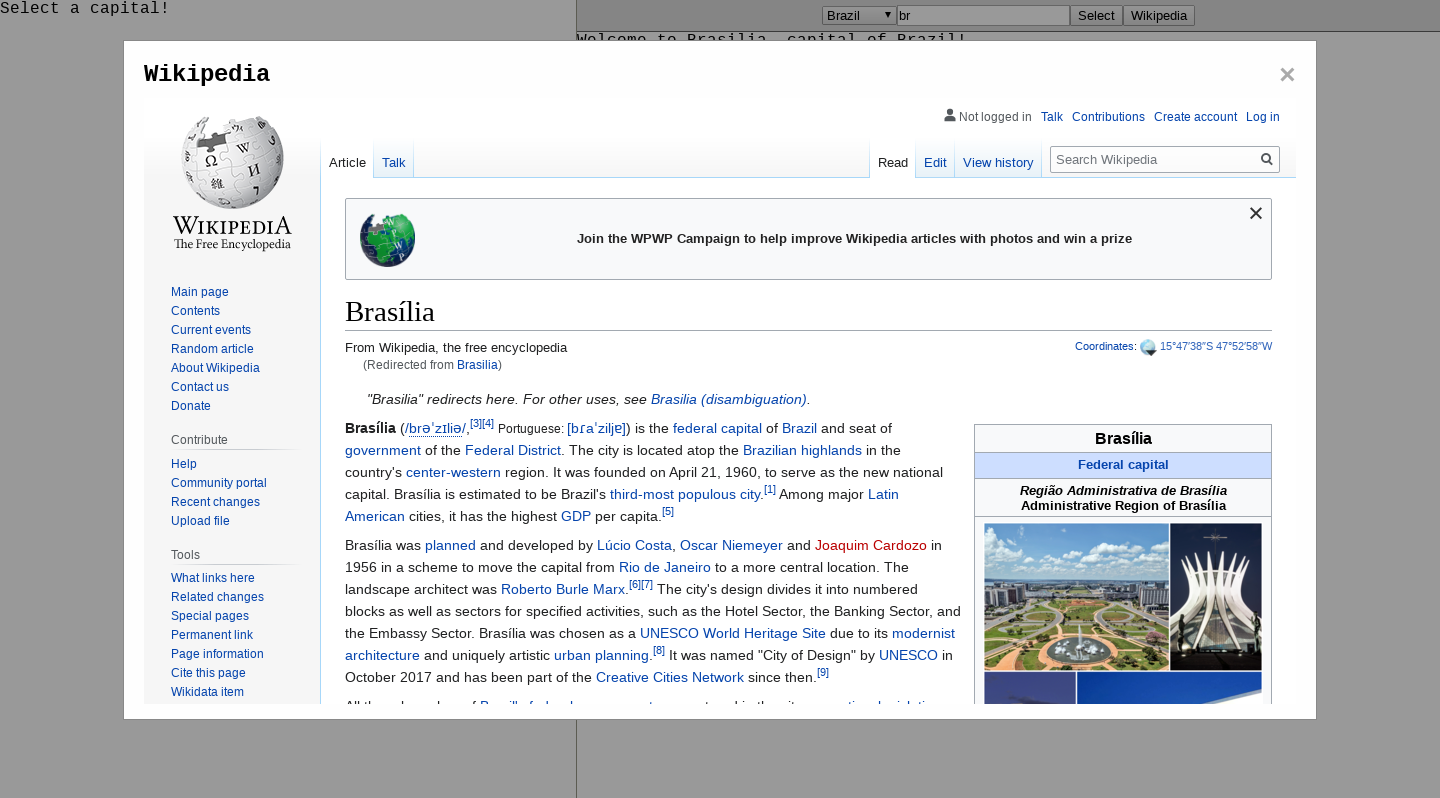 Select a capital!
Brazil
br
Select
Wikipedia
Welcome to Brasilia, capital of Brazil!
Wikipedia
×
Not logged in Talk Contributions Create account Log in
Article Talk
Read Edit View history
Search Wikipedia
WIKIPEDIA
The Free Encyclopedia
Main page
Contents
Current events
Random article
About Wikipedia
Contact us
Donate
Contribute
Help
Community portal
Recent changes
Upload file
Tools
What links here
Related changes
Special pages
Permanent link
Page information
Cite this page
Wikidata item
Join the WPWP Campaign to help improve Wikipedia articles with photos and win a prize
Brasília
From Wikipedia, the free encyclopedia
(Redirected from Brasilia)
Coordinates: 15°47′38″S 47°52′58″W
"Brasilia" redirects here. For other uses, see Brasilia (disambiguation).
Brasília (/brəˈzɪliə/,[3][4] Portuguese: [bɾaˈziljɐ]) is the federal capital of Brazil and seat of
government of the Federal District. The city is located atop the Brazilian highlands in the
country's center-western region. It was founded on April 21, 1960, to serve as the new national
capital. Brasília is estimated to be Brazil's third-most populous city.[1] Among major Latin
American cities, it has the highest GDP per capita.[5]
Brasília was planned and developed by Lúcio Costa, Oscar Niemeyer and Joaquim Cardozo in
1956 in a scheme to move the capital from Rio de Janeiro to a more central location. The
landscape architect was Roberto Burle Marx.[6][7] The city's design divides it into numbered
blocks as well as sectors for specified activities, such as the Hotel Sector, the Banking Sector, and
the Embassy Sector. Brasília was chosen as a UNESCO World Heritage Site due to its modernist
architecture and uniquely artistic urban planning.[8] It was named "City of Design" by UNESCO in
October 2017 and has been part of the Creative Cities Network since then.[9]
Brasília
Federal capital
Região Administrativa de Brasília
Administrative Region of Brasília